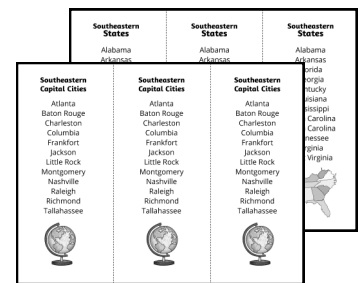 Southeastern
States
Alabama
Arkansas
Southeastern
States
Alabama
Arkansas
Southeastern
States
Alabama
Arkansas
orida
eorgia
ntucky
uisiana
sissippi
Carolina
Carolina
nessee
rginia
Virginia
Southeastern
Capital Cities
Atlanta
Baton Rouge
Charleston
Columbia
Frankfort
Jackson
Little Rock
Montgomery
Nashville
Raleigh
Richmond
Tallahassee
Southeastern
Capital Cities
Atlanta
Baton Rouge
Charleston
Columbia
Frankfort
Jackson
Little Rock
Montgomery
Nashville
Raleigh
Richmond
Tallahassee
Southeastern
Capital Cities
Atlanta
Baton Rouge
Charleston
Columbia
Frankfort
Jackson
Little Rock
Montgomery
Nashville
Raleigh
Richmond
Tallahassee